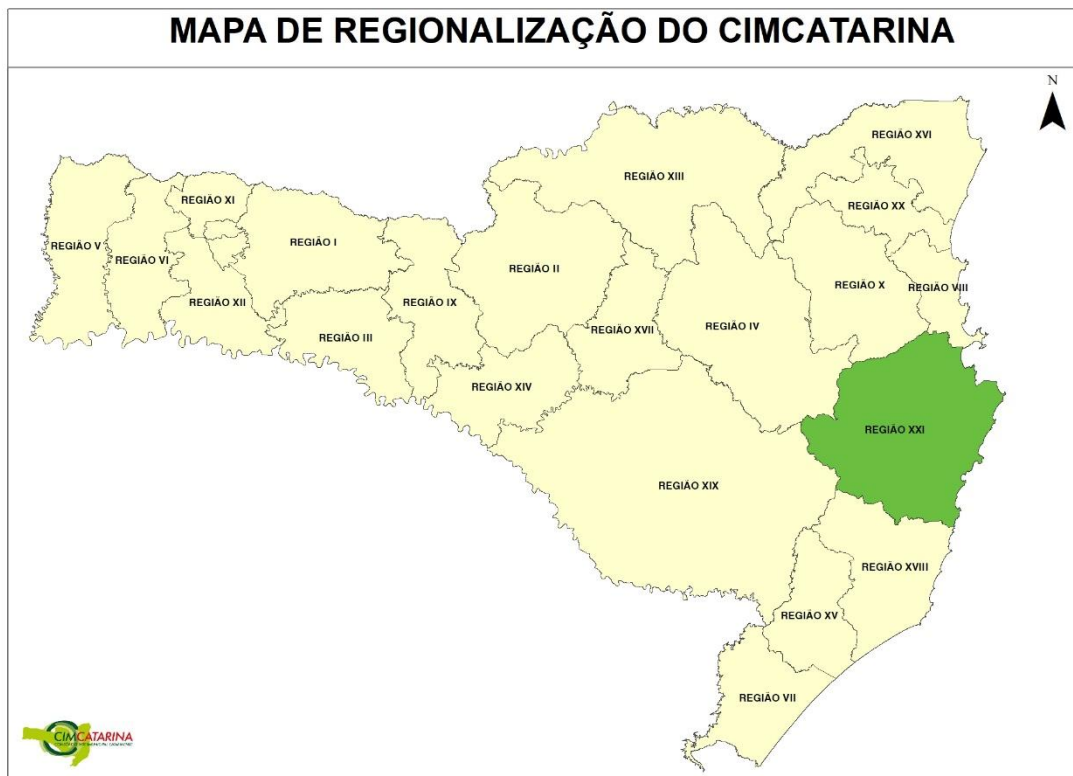 MAPA DE REGIONALIZAÇÃO DO CIMCATARINA
N
REGIÃO XVI
REGIÃO XIII
REGIÃO XI
REGIÃO XX
REGIÃO V
REGIÃO I
REGIÃO VI
REGIÃO II
REGIÃO X
REGIÃO VIII
REGIÃO XII
REGIÃO IX
REGIÃO IV
REGIÃO XVII
REGIÃO III
REGIÃO XIV
REGIÃO XXI
REGIÃO XIX
REGIÃO XVIII
REGIÃO XV
REGIÃO VII
CIMCATARINA